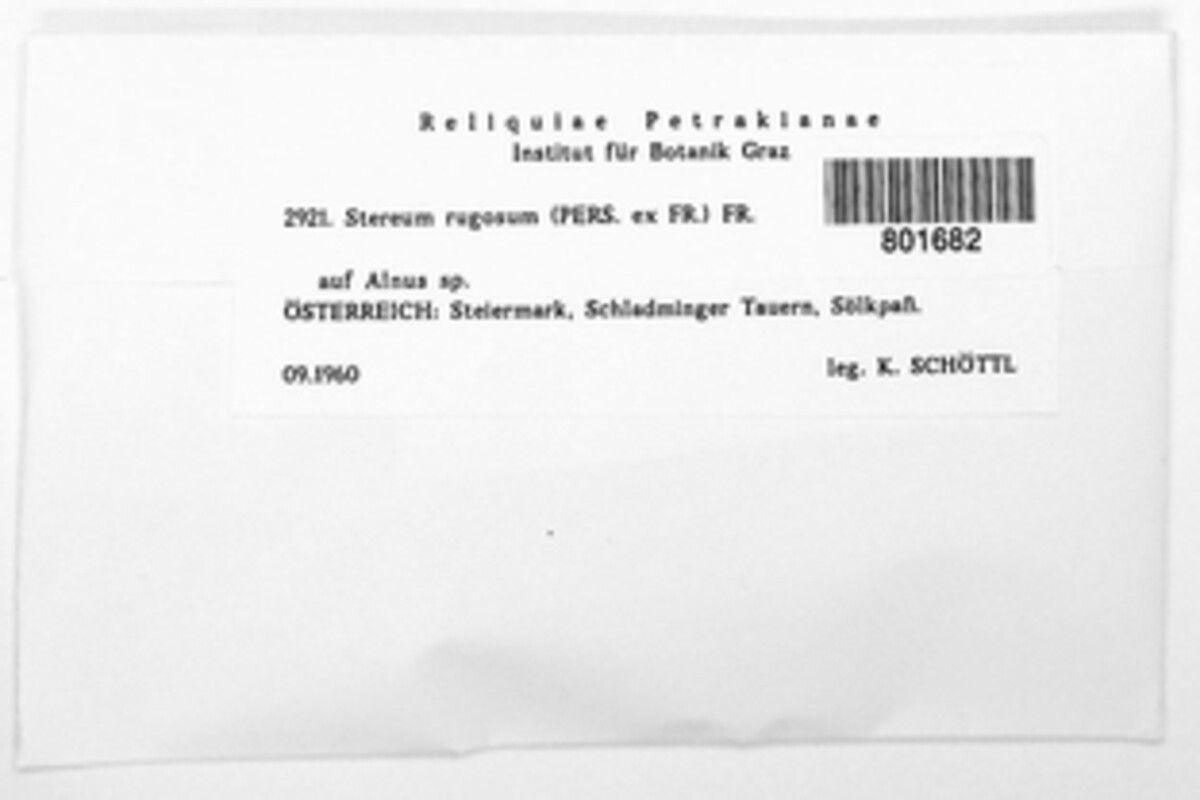 Reliquiae Petrakianae
Institut für Botanik Graz
2921. Stereum rugosum (PERS. ex FR.) FR.
801682
auf Alnus sp.
ÖSTERREICH: Steiermark, Schladminger Tauern, Sölkpaß.
09.1960
leg. K. SCHÖTTL